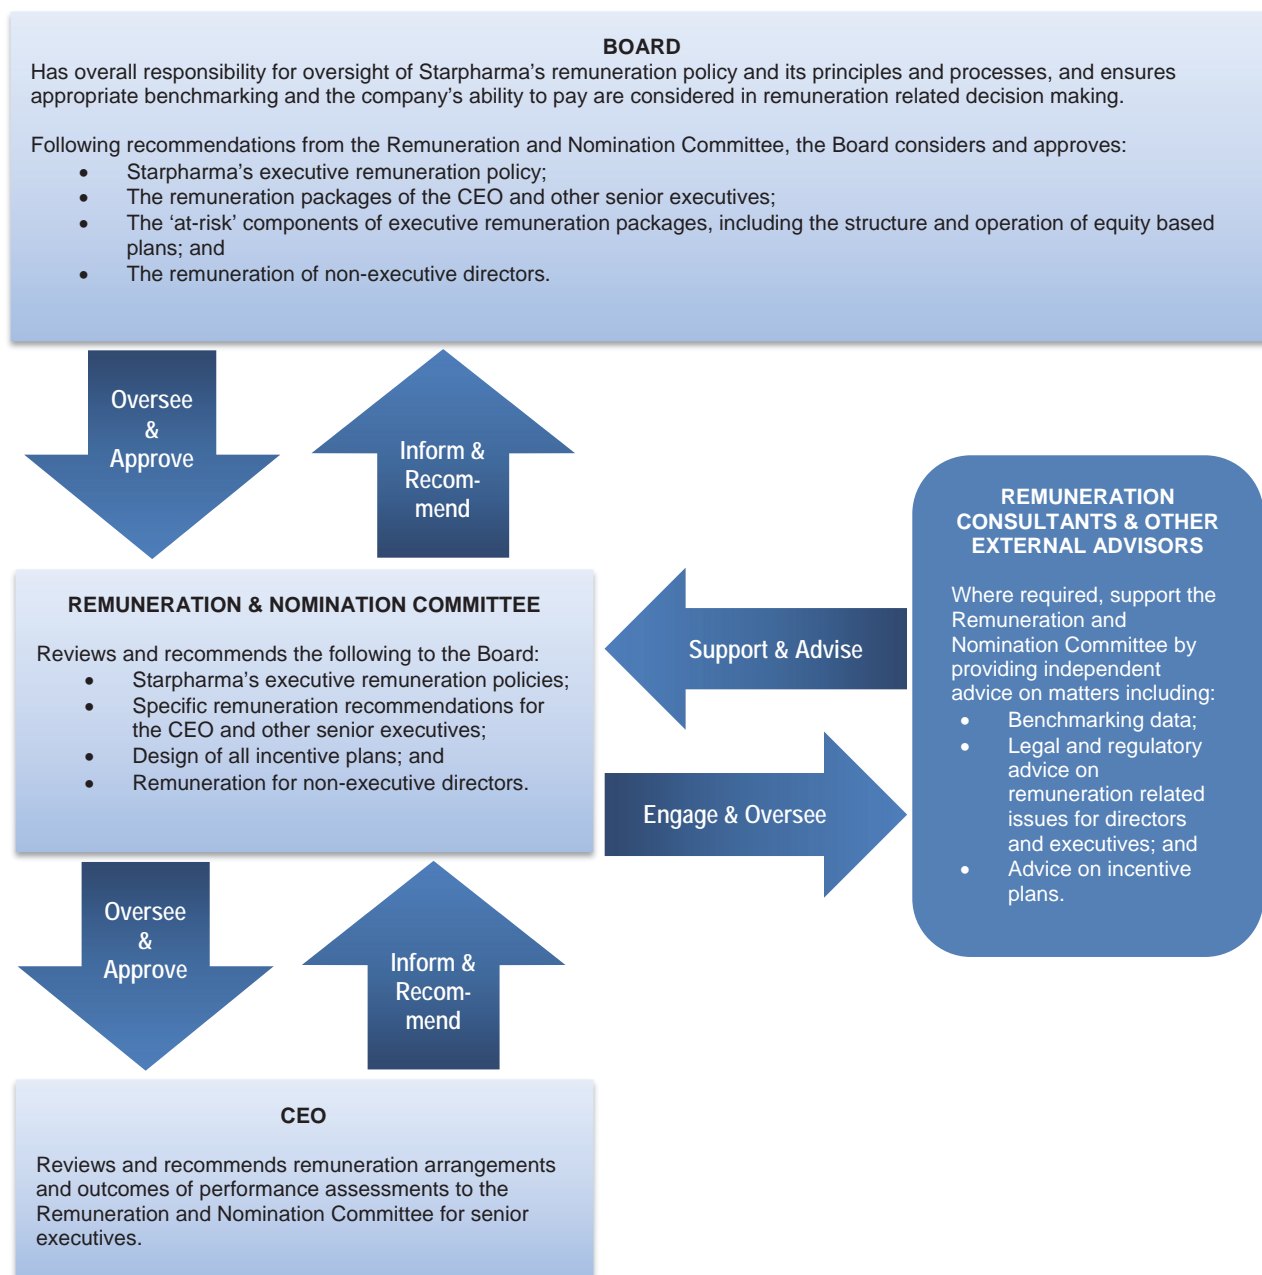 BOARD
Has overall responsibility for oversight of Starpharma’s remuneration policy and its principles and processes, and ensures
appropriate benchmarking and the company’s ability to pay are considered in remuneration related decision making.
Following recommendations from the Remuneration and Nomination Committee, the Board considers and approves:
• Starpharma’s executive remuneration policy;
• The remuneration packages of the CEO and other senior executives;
• The ‘at-risk’ components of executive remuneration packages, including the structure and operation of equity based
plans; and
• The remuneration of non-executive directors.
Oversee
&
Approve
Inform &
Recom-
mend
REMUNERATION & NOMINATION COMMITTEE
Reviews and recommends the following to the Board:
• Starpharma’s executive remuneration policies;
• Specific remuneration recommendations for
the CEO and other senior executives;
• Design of all incentive plans; and
• Remuneration for non-executive directors.
Support & Advise
Engage & Oversee
REMUNERATION
CONSULTANTS & OTHER
EXTERNAL ADVISORS
Where required, support the
Remuneration and
Nomination Committee by
providing independent
advice on matters including:
• Benchmarking data;
• Legal and regulatory
advice on
remuneration related
issues for directors
and executives; and
• Advice on incentive
plans.
Oversee
&
Approve
Inform &
Recom-
mend
CEO
Reviews and recommends remuneration arrangements
and outcomes of performance assessments to the
Remuneration and Nomination Committee for senior
executives.